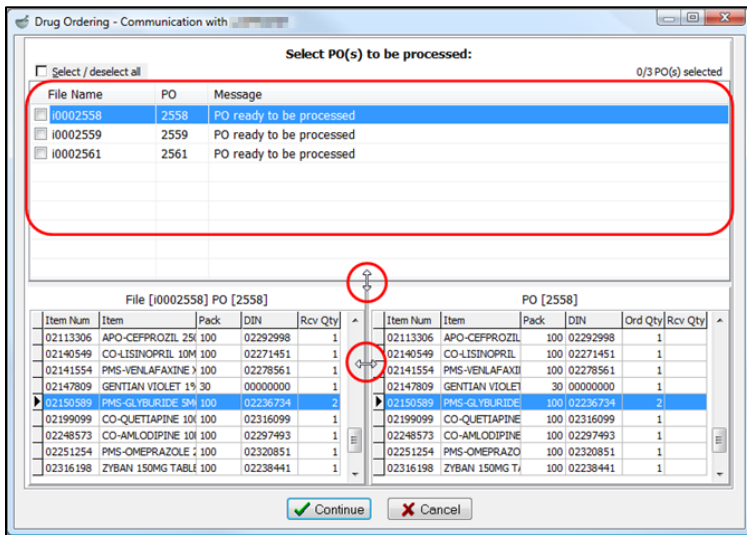 Drug Ordering - Communication with
Select PO(s) to be processed:
Select / deselect all 0/3 PO(s) selected
File Name PO Message
i0002558 2558 PO ready to be processed
i0002559 2559 PO ready to be processed
i0002561 2561 PO ready to be processed
File [i0002558] PO [2558] PO [2558]
Item Num Item Pack DIN Rcv Qty Item Num Item Pack DIN Ord Qty Rcv Qty
02113306 APO-CEFPROZIL 250 100 02292998 1 02113306 APO-CEFPROZIL 100 02292998 1
02140549 CO-LISINOPRIL 10M 100 02271451 1 02140549 CO-LISINOPRIL 100 02271451 1
02141554 PMS-VENLAFAXINE 100 02278561 1 02141554 PMS-VENLAFAXI 100 02278561 1
02147809 GENTIAN VIOLET 1% 30 00000000 1 02147809 GENTIAN VIOLET 30 00000000 1
02150589 PMS-GLYBURIDE 5M 100 02236734 2 02150589 PMS-GLYBURIDE 100 02236734 2
02199099 CO-QUETIAPINE 100 02316099 1 02199099 CO-QUETIAPINE 100 02316099 1
02248573 CO-AMLODIPINE 100 02297493 1 02248573 CO-AMLODIPINE 100 02297493 1
02251254 PMS-OMEPRAZOLE 2 100 02320851 1 02251254 PMS-OMEPRAZO 100 02320851 1
02316198 ZYBAN 150MG TABLE 100 02238441 1 02316198 ZYBAN 150MG TA 100 02238441 1
Continue Cancel